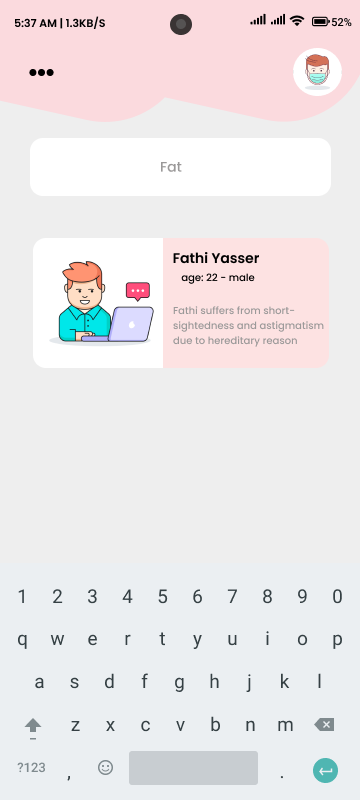 5:37 AM | 1.3KB/S 52%
Fat
Fathi Yasser
age: 22 - male
Fathi suffers from short-
sightedness and astigmatism
due to hereditary reason
1 2 3 4 5 6 7 8 9 0
q w e r t y u i o p
a s d f g h j k l
z x c v b n m
?123 , .